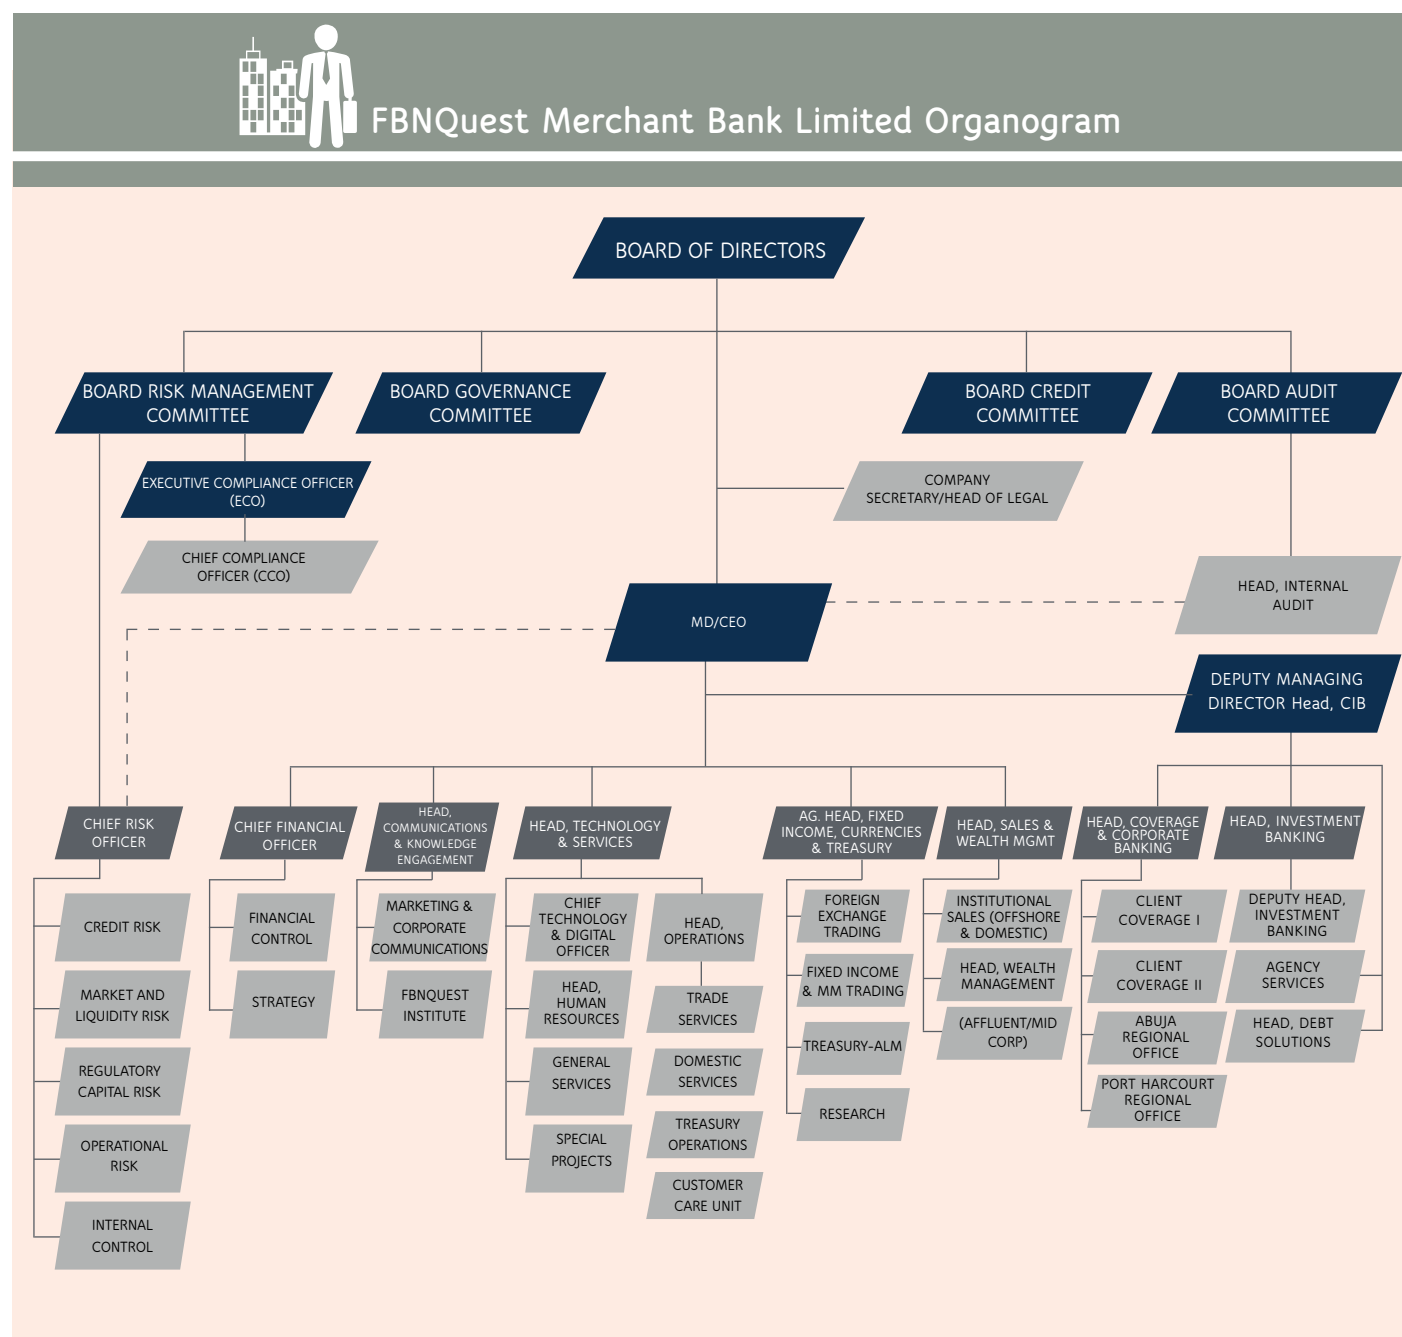 FBNQuest Merchant Bank Limited Organogram
BOARD OF DIRECTORS
BOARD RISK MANAGEMENT
COMMITTEE
BOARD GOVERNANCE
COMMITTEE
BOARD CREDIT
COMMITTEE
BOARD AUDIT
COMMITTEE
EXECUTIVE COMPLIANCE OFFICER
(ECO)
COMPANY
SECRETARY/HEAD OF LEGAL
CHIEF COMPLIANCE
OFFICER (CCO)
HEAD, INTERNAL
AUDIT
MD/CEO
DEPUTY MANAGING
DIRECTOR Head, CIB
CHIEF RISK
OFFICER
CHIEF FINANCIAL
OFFICER
HEAD,
COMMUNICATIONS
& KNOWLEDGE
ENGAGEMENT
HEAD, TECHNOLOGY
& SERVICES
AG. HEAD, FIXED
INCOME, CURRENCIES
& TREASURY
HEAD, SALES &
WEALTH MGMT
HEAD, COVERAGE
& CORPORATE
BANKING
HEAD, INVESTMENT
BANKING
CREDIT RISK
MARKET AND
LIQUIDITY RISK
REGULATORY
CAPITAL RISK
OPERATIONAL
RISK
INTERNAL
CONTROL
FINANCIAL
CONTROL
STRATEGY
MARKETING &
CORPORATE
COMMUNICATIONS
FBNQUEST
INSTITUTE
CHIEF
TECHNOLOGY
& DIGITAL
OFFICER
HEAD,
HUMAN
RESOURCES
GENERAL
SERVICES
SPECIAL
PROJECTS
HEAD,
OPERATIONS
TRADE
SERVICES
DOMESTIC
SERVICES
TREASURY
OPERATIONS
CUSTOMER
CARE UNIT
FOREIGN
EXCHANGE
TRADING
FIXED INCOME
& MM TRADING
TREASURY-ALM
RESEARCH
INSTITUTIONAL
SALES (OFFSHORE
& DOMESTIC)
HEAD, WEALTH
MANAGEMENT
(AFFLUENT/MID
CORP)
CLIENT
COVERAGE I
CLIENT
COVERAGE II
ABUJA
REGIONAL
OFFICE
PORT HARCOURT
REGIONAL
OFFICE
DEPUTY HEAD,
INVESTMENT
BANKING
AGENCY
SERVICES
HEAD, DEBT
SOLUTIONS